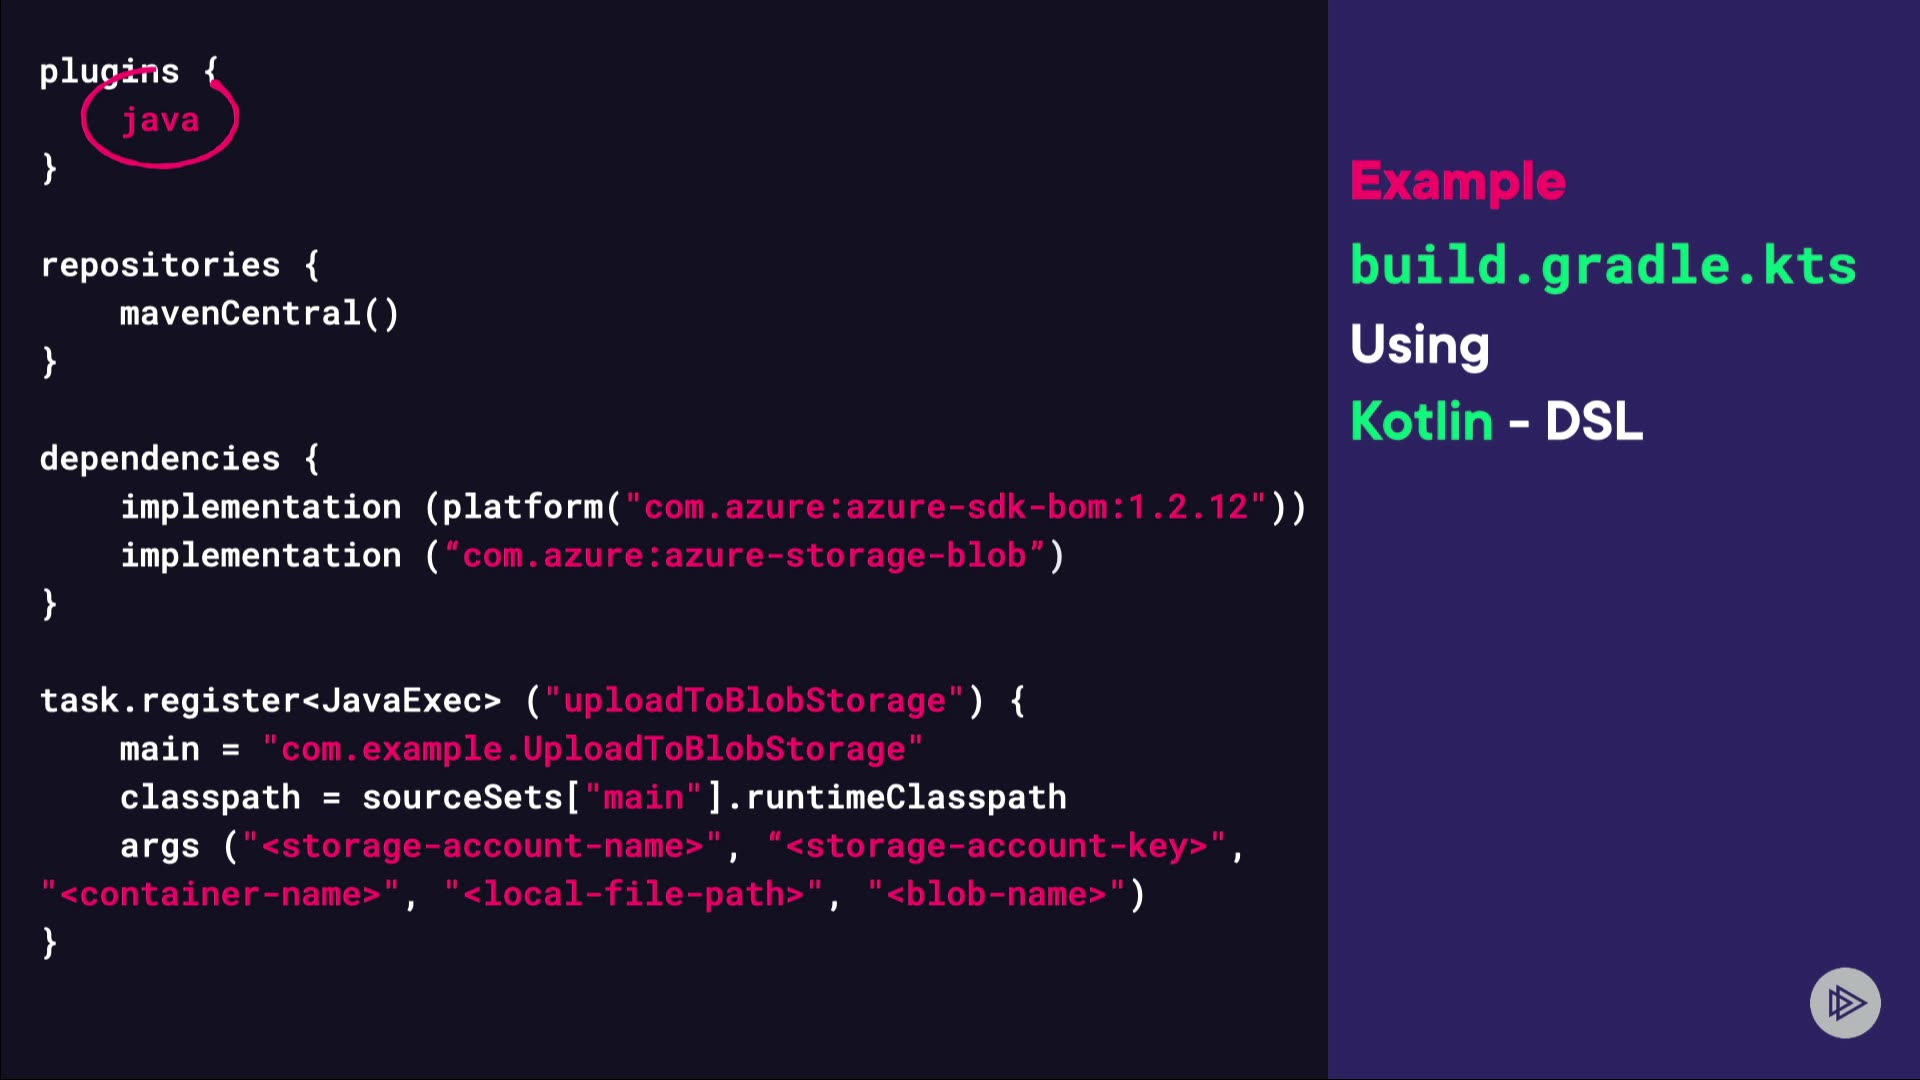 plugins {
java
}
repositories {
mavenCentral()
}
dependencies {
implementation (platform("com.azure:azure-sdk-bom:1.2.12"))
implementation (“com.azure:azure-storage-blob”)
}
task.register<JavaExec> ("uploadToBlobStorage") {
main = "com.example.UploadToBlobStorage"
classpath = sourceSets["main"].runtimeClasspath
args ("<storage-account-name>", “<storage-account-key>",
"<container-name>", "<local-file-path>", "<blob-name>")
}
Example
build.gradle.kts
Using
Kotlin - DSL